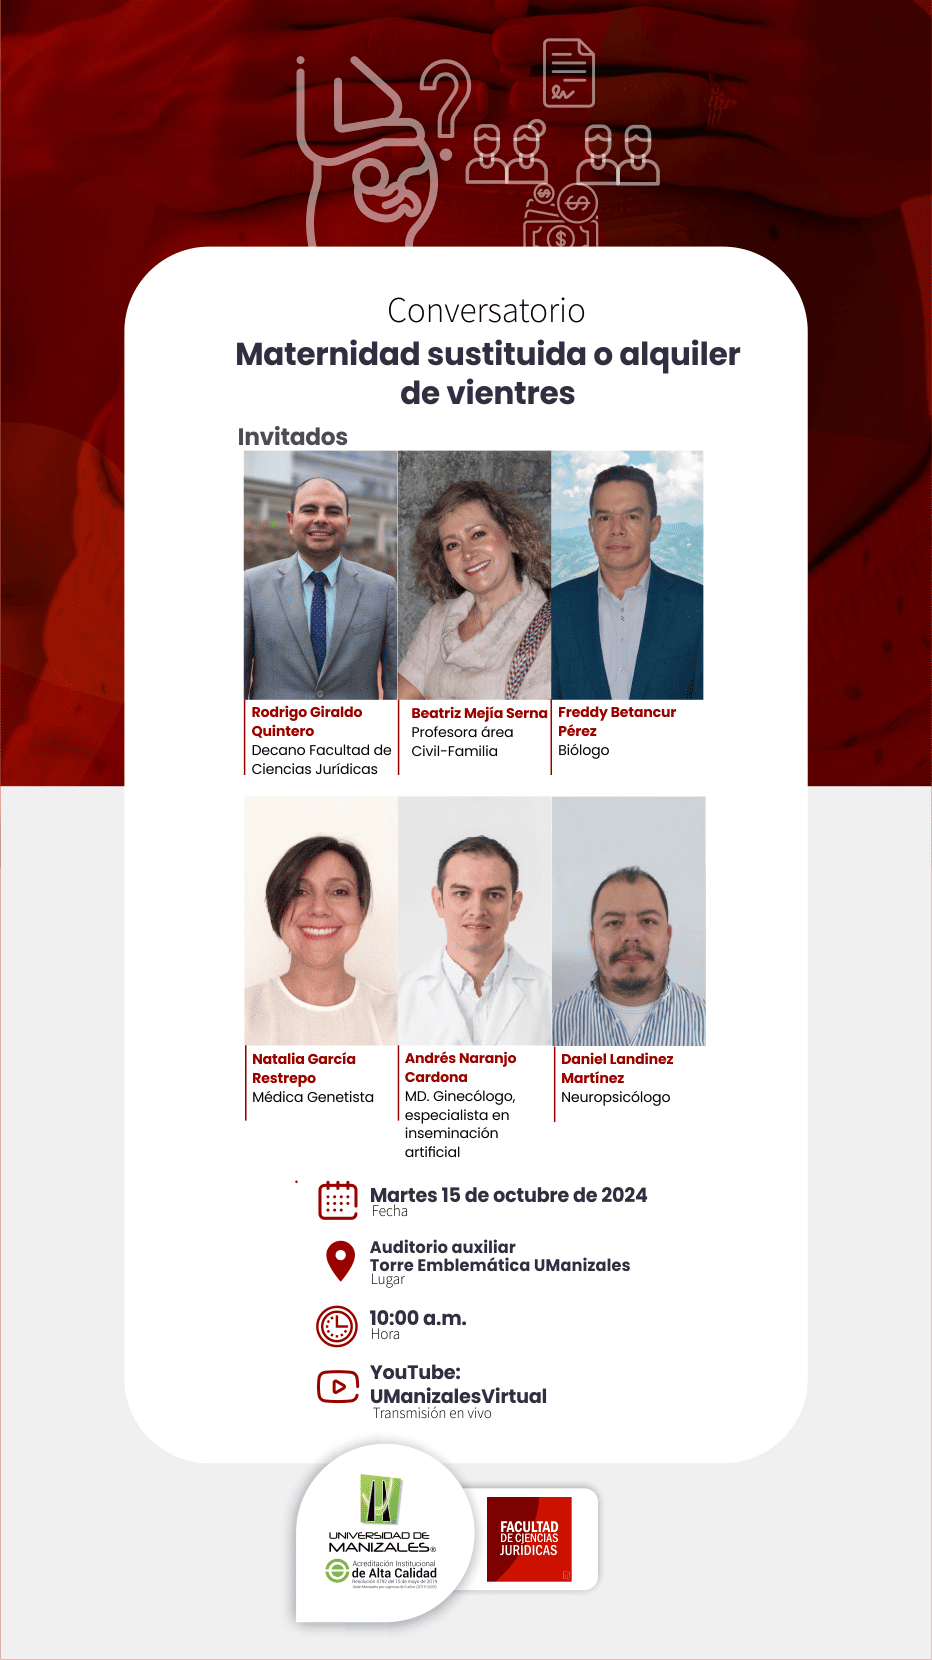 Conversatorio
Maternidad sustituida o alquiler
de vientres
Invitados
Rodrigo Giraldo
Quintero
Decano Facultad de
Ciencias Jurídicas
Beatriz Mejía Serna
Profesora área
Civil-Familia
Freddy Betancur
Pérez
Biólogo
Natalia García
Restrepo
Médica Genetista
Andrés Naranjo
Cardona
MD. Ginecólogo,
especialista en
inseminación
artificial
Daniel Landinez
Martínez
Neuropsicólogo
Martes 15 de octubre de 2024
Fecha
Auditorio auxiliar
Torre Emblemática UManizales
Lugar
10:00 a.m.
Hora
YouTube:
UManizalesVirtual
Transmisión en vivo
UNIVERSIDAD DE
MANIZALES®
Acreditación Institucional
de Alta Calidad
FACULTAD
DE CIENCIAS
JURÍDICAS